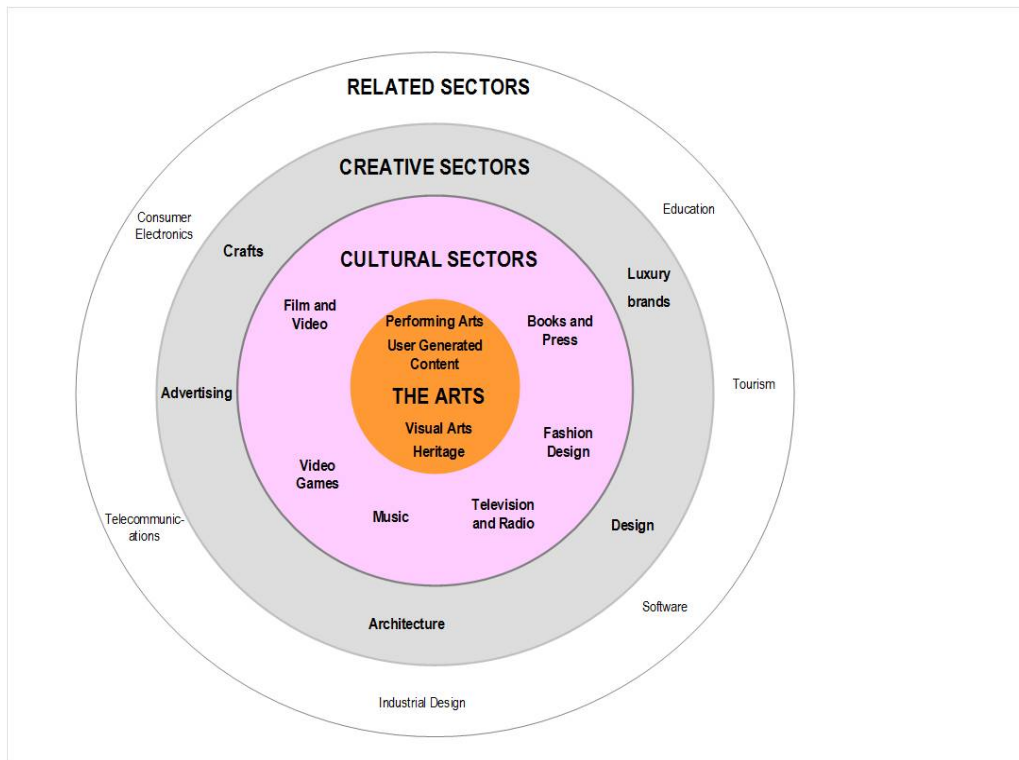 RELATED SECTORS
CREATIVE SECTORS
Education
Consumer
Electronics
Crafts
CULTURAL SECTORS
Luxury
brands
Film and
Video
Performing Arts
User Generated
Content
Books and
Press
Tourism
Advertising
THE ARTS
Visual Arts
Heritage
Fashion
Design
Video
Games
Music
Television
and Radio
Telecommunic-
ations
Design
Software
Architecture
Industrial Design